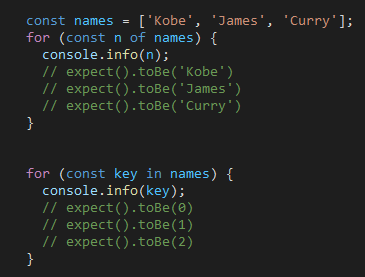 const names = ['Kobe', 'James', 'Curry'];
for (const n of names) {
  console.info(n);
  // expect().toBe('Kobe')
  // expect().toBe('James')
  // expect().toBe('Curry')
}
for (const key in names) {
  console.info(key);
  // expect().toBe(0)
  // expect().toBe(1)
  // expect().toBe(2)
}